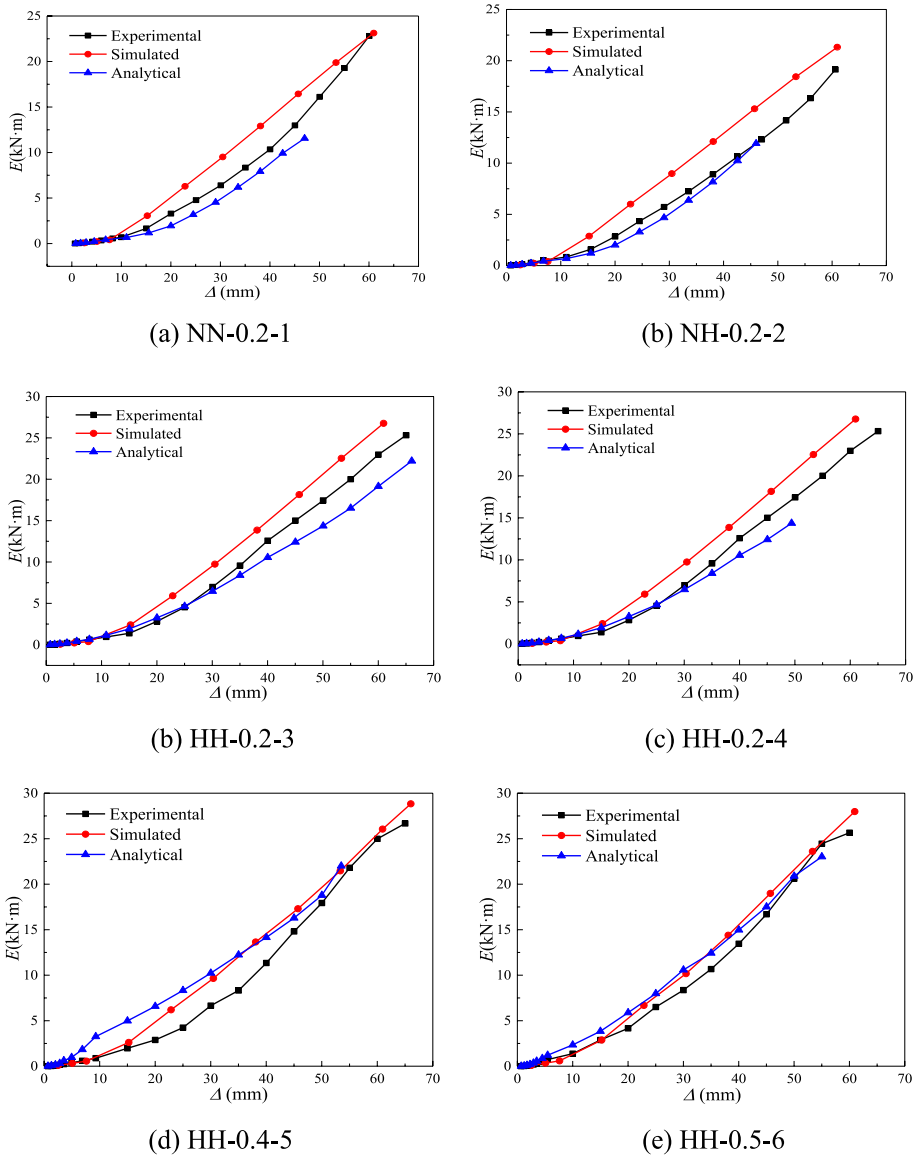 25
20
15
10
5
0
E(kN·m)
Experimental
Simulated
Analytical
0 10 20 30 40 50 60 70
Δ (mm)
(a) NN-0.2-1
25
20
15
10
5
0
E(kN·m)
Experimental
Simulated
Analytical
0 10 20 30 40 50 60 70
Δ (mm)
(b) NH-0.2-2
30
25
20
15
10
5
0
E(kN·m)
Experimental
Simulated
Analytical
0 10 20 30 40 50 60 70
Δ (mm)
(b) HH-0.2-3
30
25
20
15
10
5
0
E(kN·m)
Experimental
Simulated
Analytical
0 10 20 30 40 50 60 70
Δ (mm)
(c) HH-0.2-4
30
25
20
15
10
5
0
E(kN·m)
Experimental
Simulated
Analytical
0 10 20 30 40 50 60 70
Δ (mm)
(d) HH-0.4-5
30
25
20
15
10
5
0
E(kN·m)
Experimental
Simulated
Analytical
0 10 20 30 40 50 60 70
Δ (mm)
(e) HH-0.5-6